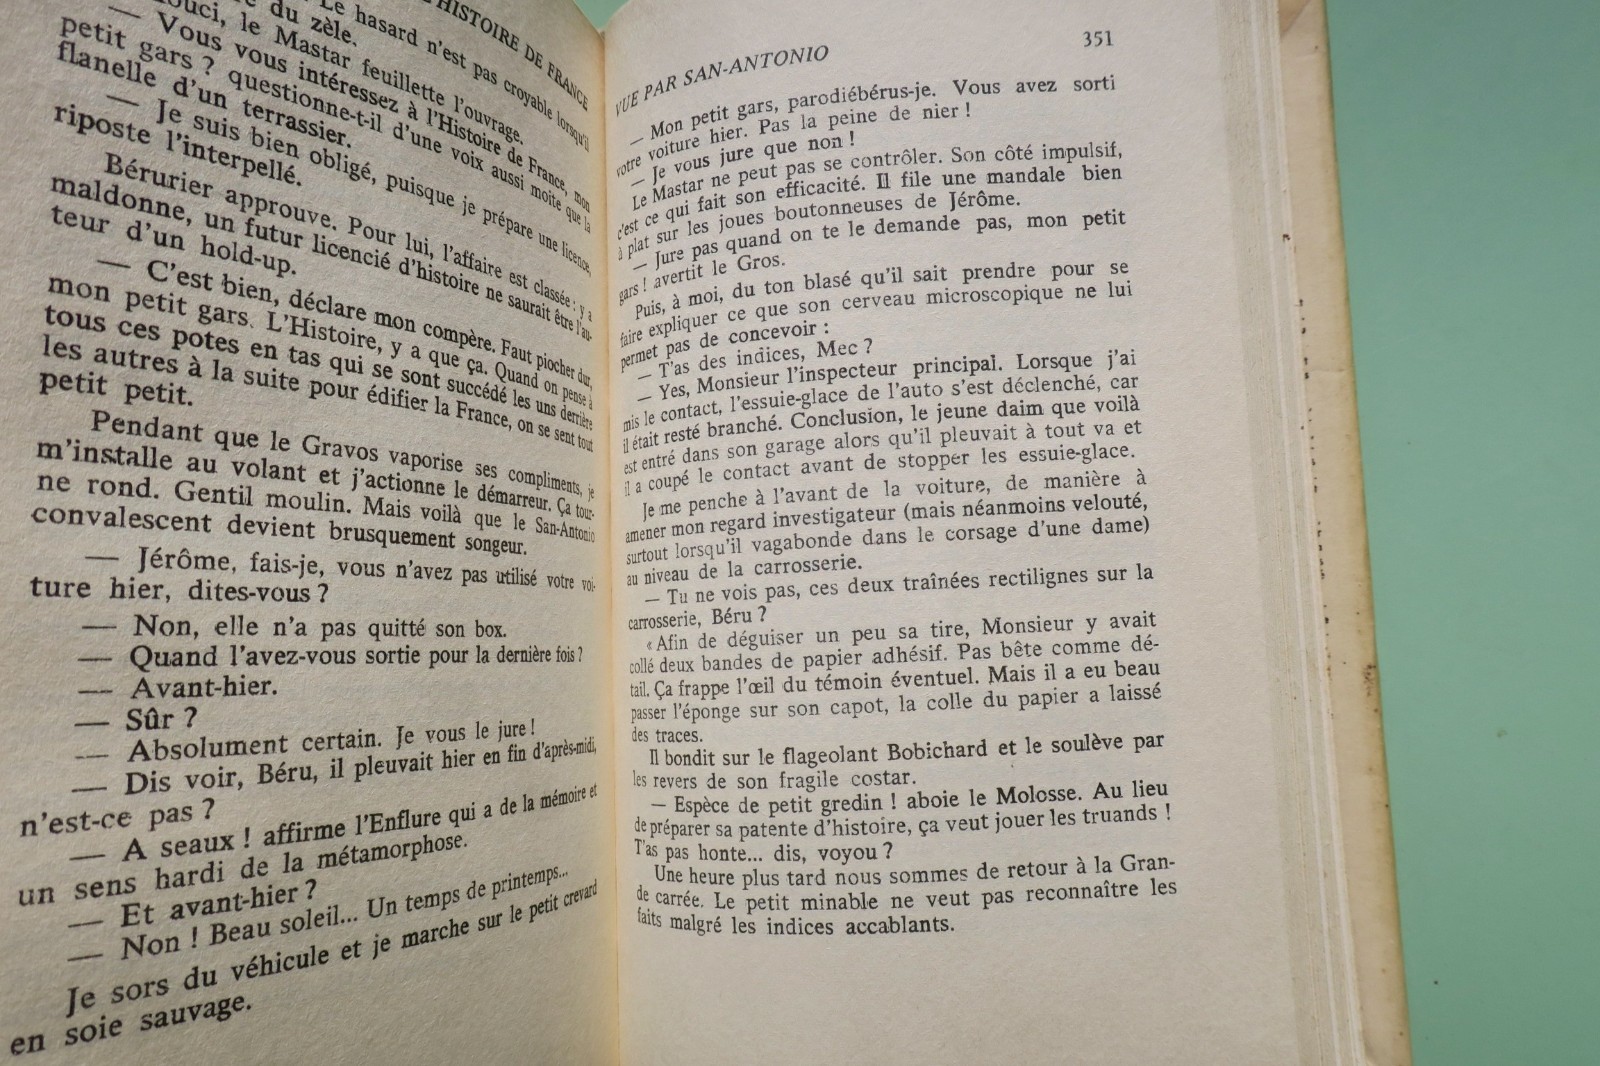 HISTOIRE DE FRANCE
Le hasard n'est pas croyable lorsqu'il
du zèle.
le Mastar feuillette l'ouvrage.
— Vous vous intéressez à l'Histoire de France, mon
petit gars ? questionne-t-il d'une voix aussi moite que la
flanelle d'un terrassier.
— Je suis bien obligé, puisque je prépare une licence,
riposte l'interpellé.
Bérurier approuve. Pour lui, l'affaire est classée : y a
maldonne, un futur licencié d'histoire ne saurait être l'au-
teur d'un hold-up.
— C'est bien, déclare mon compère. Faut piocher dur,
mon petit gars. L'Histoire, y a que ça. Quand on pense à
tous ces potes en tas qui se sont succédé les uns derrière
les autres à la suite pour édifier la France, on se sent tout
petit petit.
Pendant que le Gravos vaporise ses compliments, je
m'installe au volant et j'actionne le démarreur. Ça tour-
ne rond. Gentil moulin. Mais voilà que le San-Antonio
convalescent devient brusquement songeur.
— Jérôme, fais-je, vous n'avez pas utilisé votre voi-
ture hier, dites-vous ?
— Non, elle n'a pas quitté son box.
— Quand l'avez-vous sortie pour la dernière fois ?
— Avant-hier.
— Sûr ?
— Absolument certain. Je vous le jure !
— Dis voir, Béru, il pleuvait hier en fin d'après-midi,
n'est-ce pas ?
— A seaux ! affirme l'Enflure qui a de la mémoire et
un sens hardi de la métamorphose.
— Et avant-hier ?
— Non ! Beau soleil... Un temps de printemps...
Je sors du véhicule et je marche sur le petit crevard
en soie sauvage.
VUE PAR SAN-ANTONIO 351
— Mon petit gars, parodiébérus-je. Vous avez sorti
votre voiture hier. Pas la peine de nier !
— Je vous jure que non !
Le Mastar ne peut pas se contrôler. Son côté impulsif,
c'est ce qui fait son efficacité. Il file une mandale bien
à plat sur les joues boutonneuses de Jérôme.
— Jure pas quand on te le demande pas, mon petit
gars ! avertit le Gros.
Puis, à moi, du ton blasé qu'il sait prendre pour se
faire expliquer ce que son cerveau microscopique ne lui
permet pas de concevoir :
— T'as des indices, Mec ?
— Yes, Monsieur l'inspecteur principal. Lorsque j'ai
mis le contact, l'essuie-glace de l'auto s'est déclenché, car
il était resté branché. Conclusion, le jeune daim que voilà
est entré dans son garage alors qu'il pleuvait à tout va et
il a coupé le contact avant de stopper les essuie-glace.
Je me penche à l'avant de la voiture, de manière à
amener mon regard investigateur (mais néanmoins velouté,
surtout lorsqu'il vagabonde dans le corsage d'une dame)
au niveau de la carrosserie.
— Tu ne vois pas, ces deux traînées rectilignes sur la
carrosserie, Béru ?
« Afin de déguiser un peu sa tire, Monsieur y avait
collé deux bandes de papier adhésif. Pas bête comme dé-
tail. Ça frappe l'œil du témoin éventuel. Mais il a eu beau
passer l'éponge sur son capot, la colle du papier a laissé
des traces.
Il bondit sur le flageolant Bobichard et le soulève par
les revers de son fragile costar.
— Espèce de petit gredin ! aboie le Molosse. Au lieu
de préparer sa patente d'histoire, ça veut jouer les truands !
T'as pas honte... dis, voyou ?
Une heure plus tard nous sommes de retour à la Gran-
de carrée. Le petit minable ne veut pas reconnaître les
faits malgré les indices accablants.